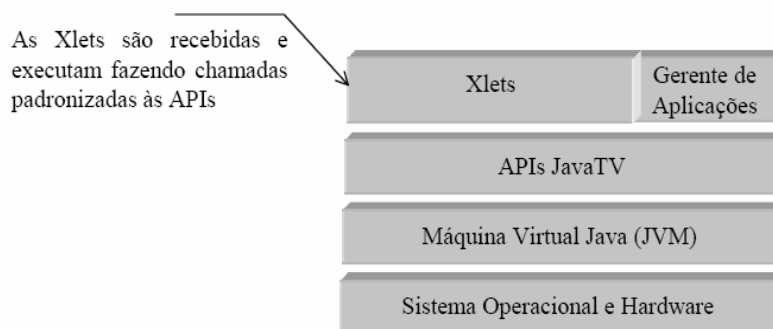 As Xlets são recebidas e
executam fazendo chamadas
padronizadas às APIs
Xlets
Gerente de
Aplicações
APIs JavaTV
Máquina Virtual Java (JVM)
Sistema Operacional e Hardware